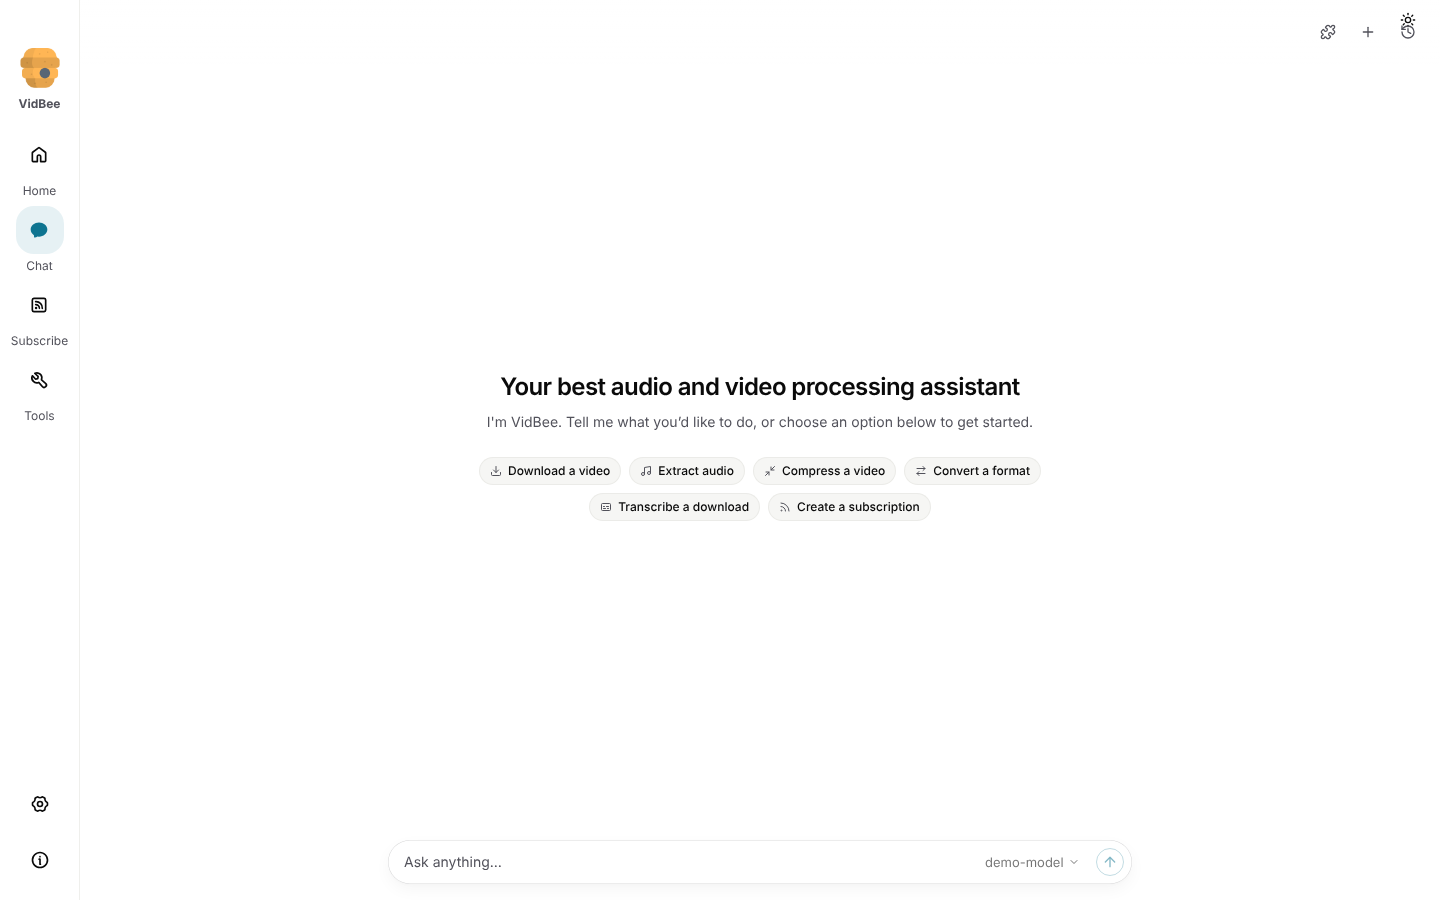 VidBee
Home
Chat
Subscribe
Tools
Your best audio and video processing assistant
I'm VidBee. Tell me what you’d like to do, or choose an option below to get started.
Download a video
Extract audio
Compress a video
Convert a format
Transcribe a download
Create a subscription
Ask anything...
demo-model